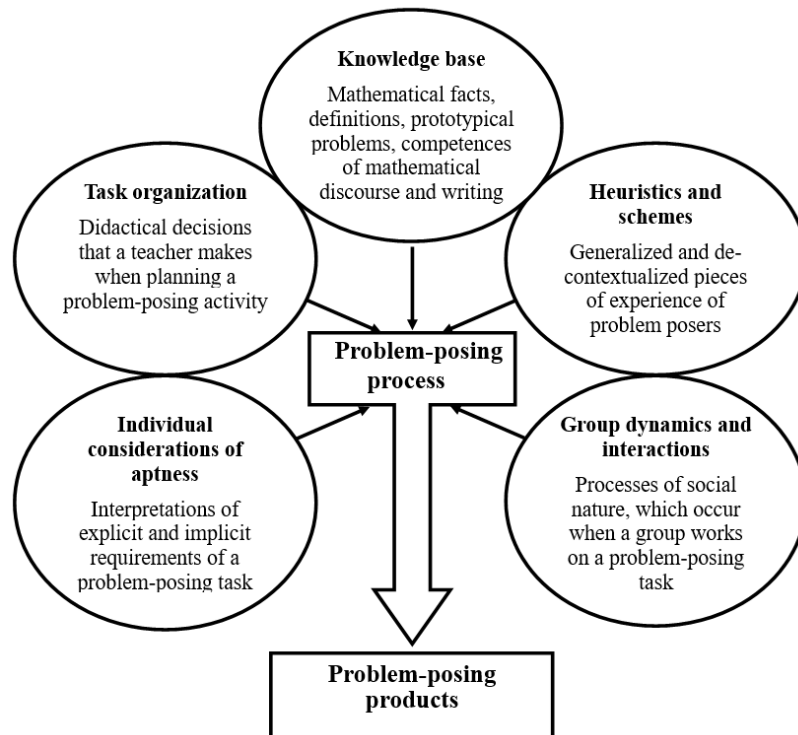 Knowledge base
Mathematical facts,
definitions, prototypical
problems, competences
of mathematical
discourse and writing
Task organization
Didactical decisions
that a teacher makes
when planning a
problem-posing activity
Heuristics and
schemes
Generalized and de-
contextualized pieces
of experience of
problem posers
Problem-posing
process
Individual
considerations of
aptness
Interpretations of
explicit and implicit
requirements of a
problem-posing task
Group dynamics and
interactions
Processes of social
nature, which occur
when a group works
on a problem-posing
task
Problem-posing
products